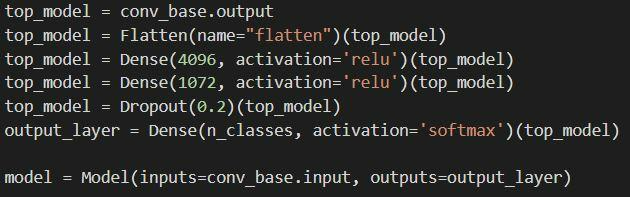 top_model = conv_base.output
top_model = Flatten(name="flatten")(top_model)
top_model = Dense(4096, activation='relu')(top_model)
top_model = Dense(1072, activation='relu')(top_model)
top_model = Dropout(0.2)(top_model)
output_layer = Dense(n_classes, activation='softmax')(top_model)
model = Model(inputs=conv_base.input, outputs=output_layer)